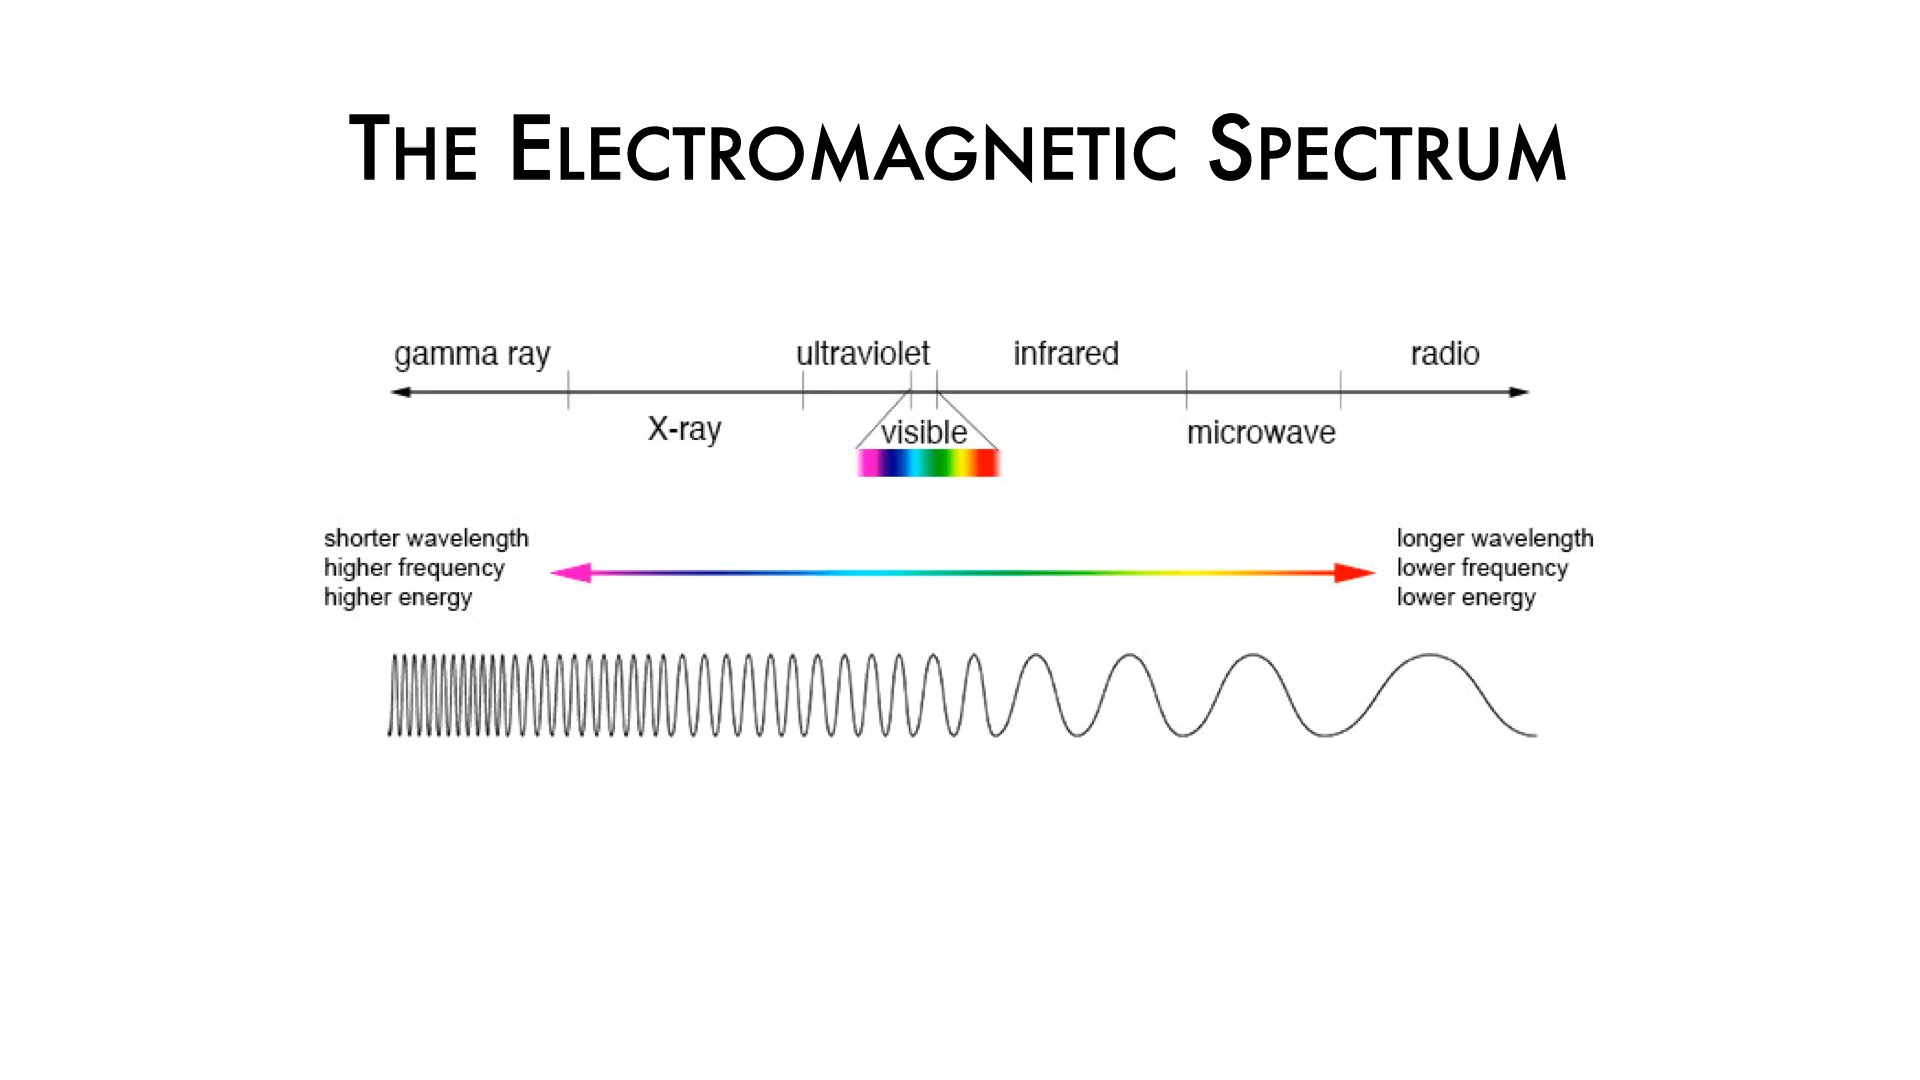 THE ELECTROMAGNETIC SPECTRUM
gamma ray ultraviolet infrared radio
X-ray visible microwave
shorter wavelength
higher frequency
higher energy
longer wavelength
lower frequency
lower energy